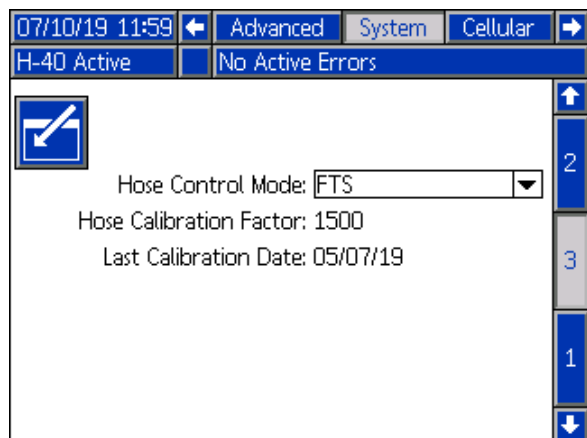 07/10/19 11:59 Advanced System Cellular
H-40 Active No Active Errors
2
Hose Control Mode: FTS
Hose Calibration Factor: 1500
Last Calibration Date: 05/07/19
3
1